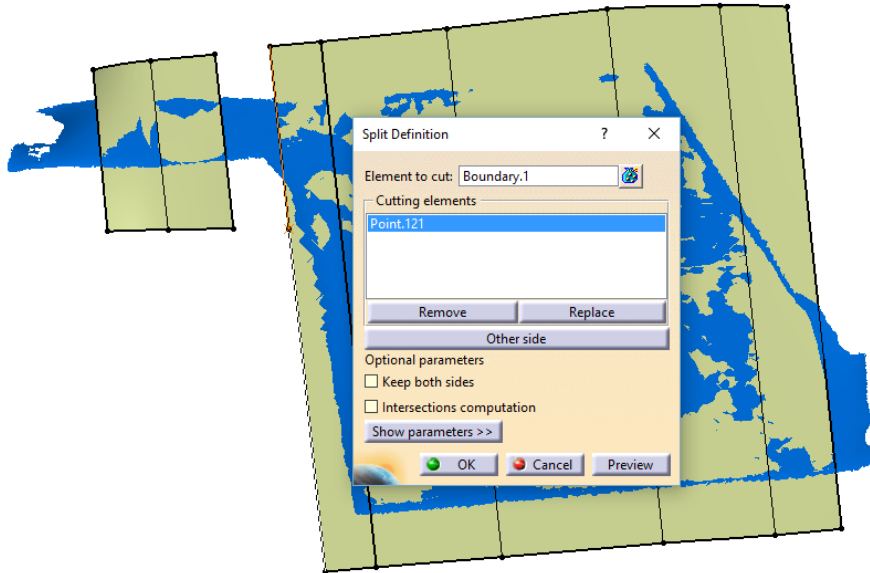 Split Definition ? X
Element to cut: Boundary.1
Cutting elements
Point.121
Remove Replace
Other side
Optional parameters
Keep both sides
Intersections computation
Show parameters >>
OK Cancel Preview